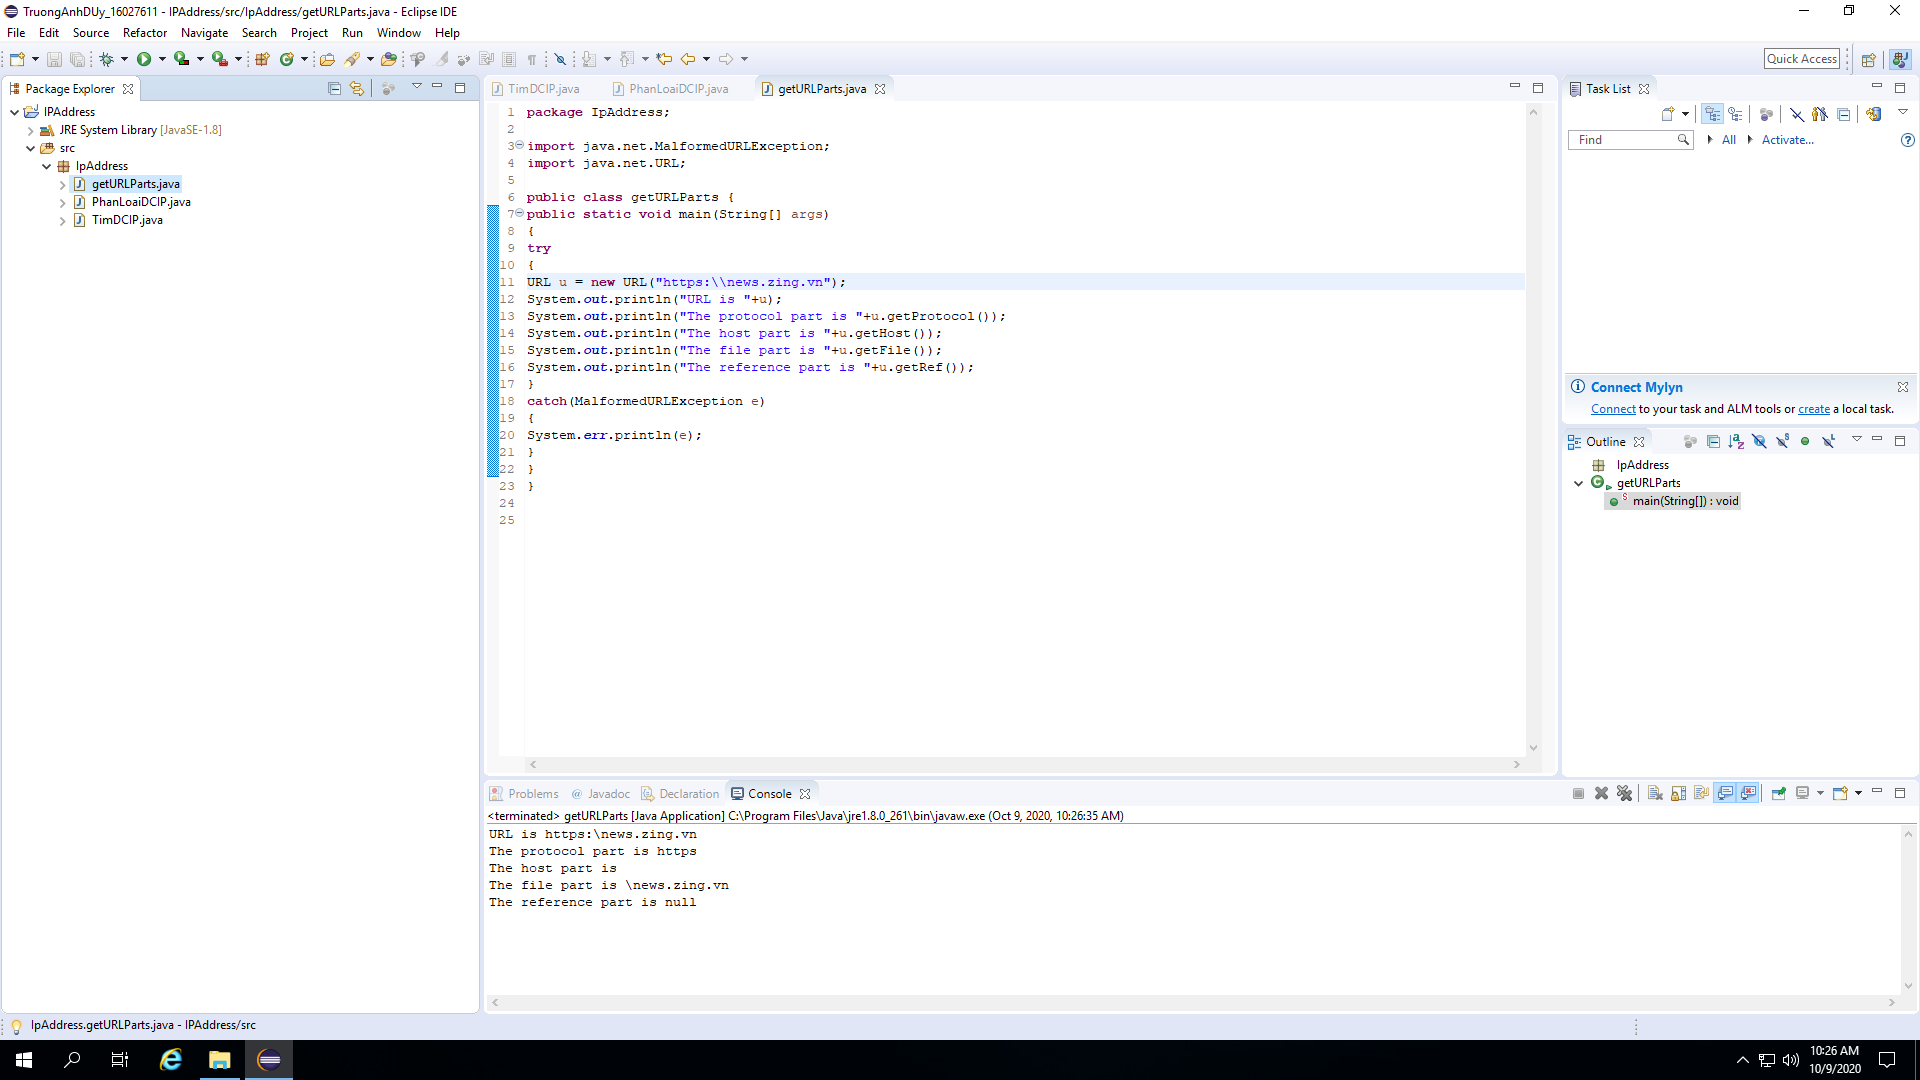 TruongAnhDUy_16027611 - IPAddress/src/IpAddress/getURLParts.java - Eclipse IDE
File Edit Source Refactor Navigate Search Project Run Window Help
Quick Access
Package Explorer
IPAddress
JRE System Library [JavaSE-1.8]
src
IpAddress
getURLParts.java
PhanLoaiDCIP.java
TimDCIP.java
TimDCIP.java PhanLoaiDCIP.java getURLParts.java
1 package IpAddress;
2
3 import java.net.MalformedURLException;
4 import java.net.URL;
5
6 public class getURLParts {
7 public static void main(String[] args)
8 {
9 try
10 {
11 URL u = new URL("https:\\news.zing.vn");
12 System.out.println("URL is "+u);
13 System.out.println("The protocol part is "+u.getProtocol());
14 System.out.println("The host part is "+u.getHost());
15 System.out.println("The file part is "+u.getFile());
16 System.out.println("The reference part is "+u.getRef());
17 }
18 catch(MalformedURLException e)
19 {
20 System.err.println(e);
21 }
22 }
23 }
24
25
Task List
Find
All
Activate...
Connect Mylyn
Connect to your task and ALM tools or create a local task.
Outline
IpAddress
getURLParts
main(String[]) : void
Problems Javadoc Declaration Console
<terminated> getURLParts [Java Application] C:\Program Files\Java\jre1.8.0_261\bin\javaw.exe (Oct 9, 2020, 10:26:35 AM)
URL is https:\news.zing.vn
The protocol part is https
The host part is
The file part is \news.zing.vn
The reference part is null
IpAddress.getURLParts.java - IPAddress/src
10:26 AM
10/9/2020